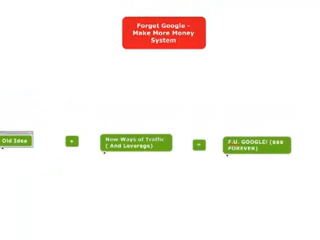 Forget Google -
Make More Money
System
Old Idea
+
New Ways of Traffic
( And Leverage)
=
F.U. GOOGLE! ($$$
FOREVER)